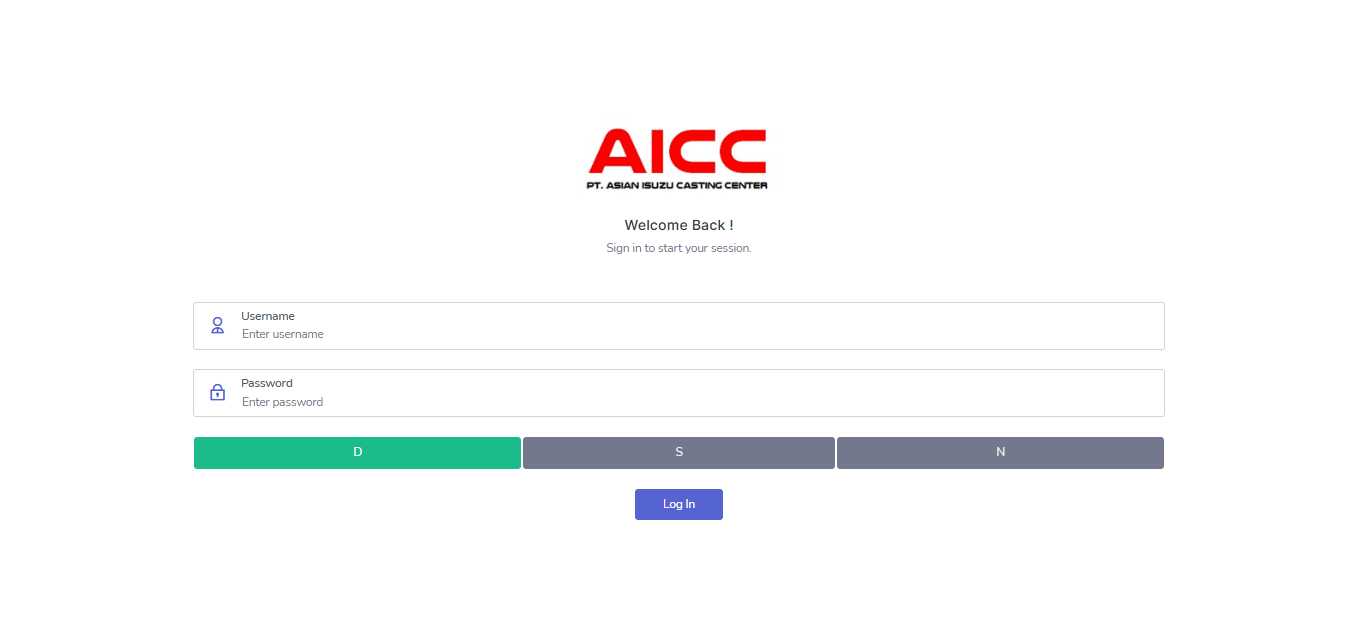 AICC
PT. ASIAN ISUZU CASTING CENTER
Welcome Back !
Sign in to start your session.
Username
Enter username
Password
Enter password
D S N
Log In